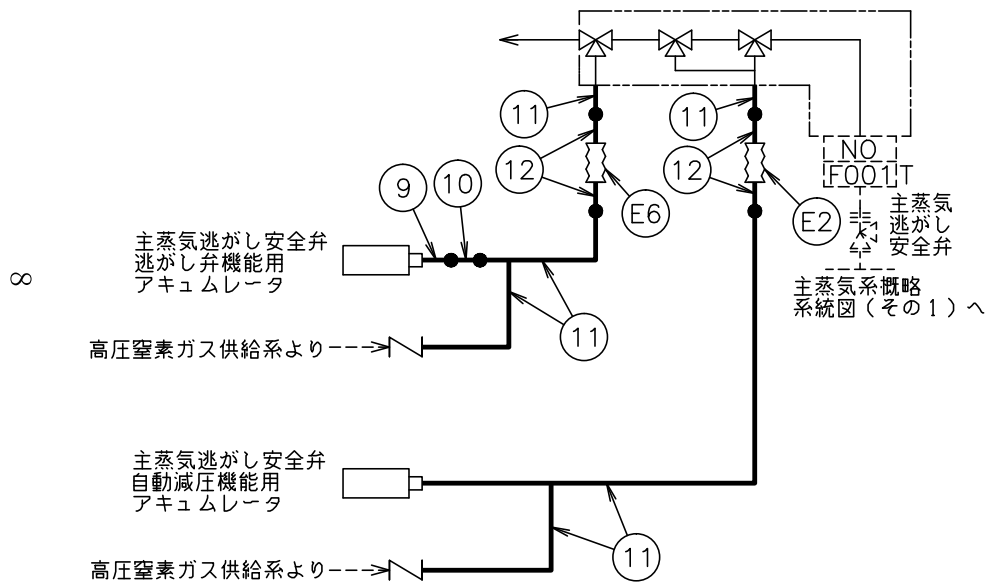 11
11
12
12
NO
F001T
9
10
E6
E2
主蒸気
逃がし
安全弁
主蒸気逃がし安全弁
逃がし弁機能用
アキュムレータ
8
主蒸気系概略
系統図(その1)へ
11
高圧窒素ガス供給系より
主蒸気逃がし安全弁
自動減圧機能用
アキュムレータ
11
高圧窒素ガス供給系より